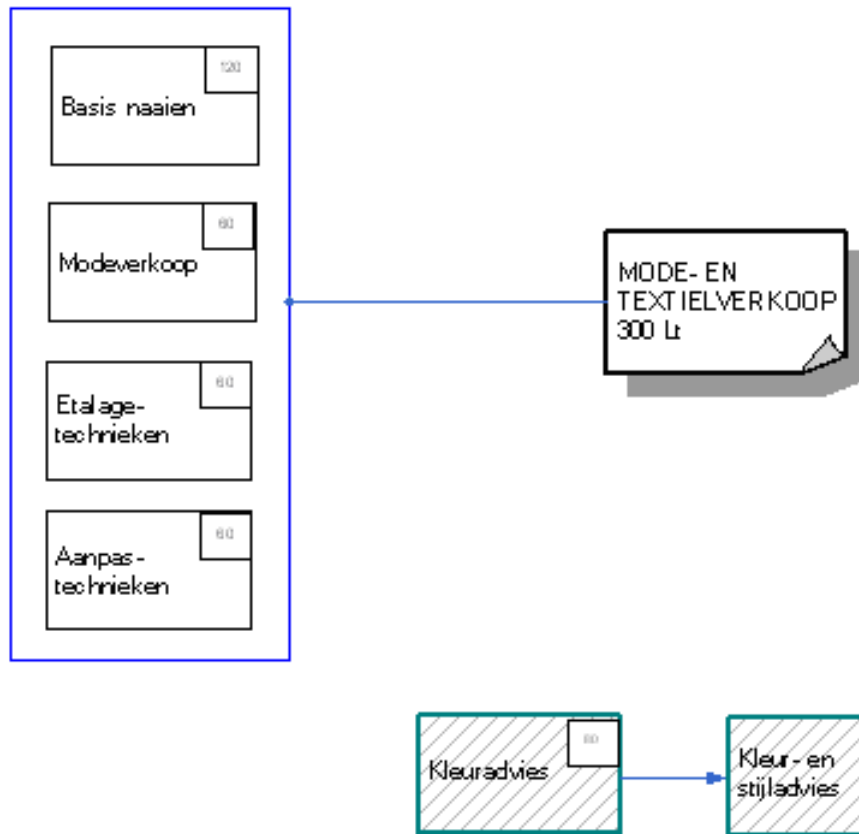 120
Basis naaien
60
Modeverkoop
60
Etalage-
technieken
60
Aanpas-
technieken
MODE- EN
TEXTIELVERKOOP
300 Lt
Kleuradvies
Kleur- en
stijladvies